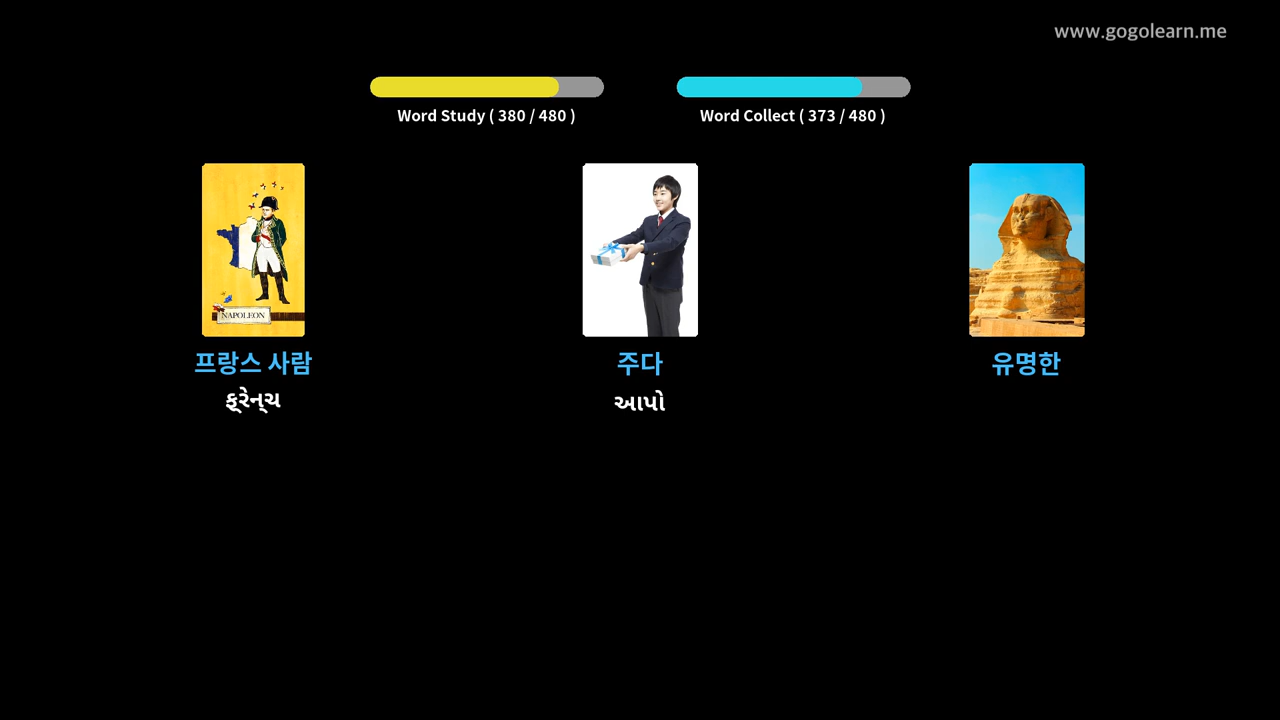 www.gogolearn.me
Word Study ( 380 / 480 )
Word Collect ( 373 / 480 )
NAPOLEON
프랑스 사람
주다
유명한
ફ્રેન્ચ
આપો